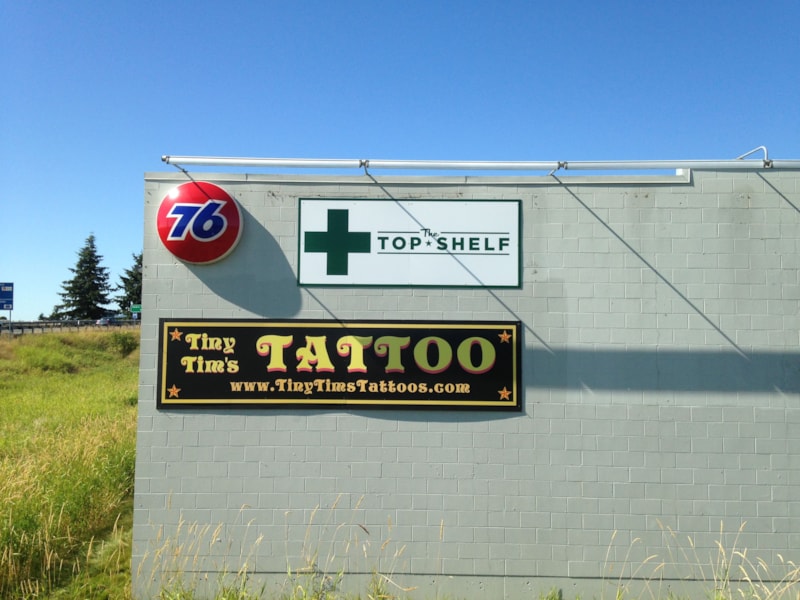 76
The
TOP ★ SHELF
Tiny
Tim's
TATTOO
www.TinyTimsTattoos.com